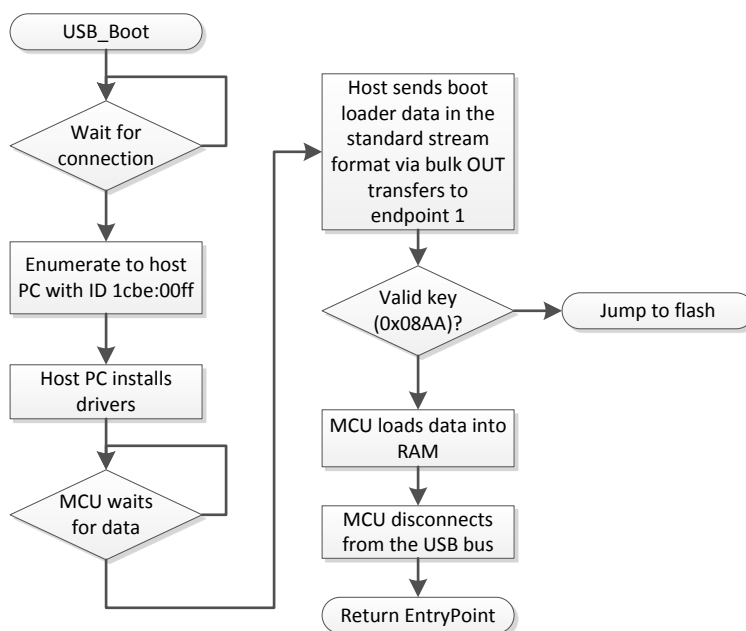 USB_Boot
Wait for
connection
Enumerate to host
PC with ID 1cbe:00ff
Host PC installs
drivers
MCU waits
for data
Host sends boot
loader data in the
standard stream
format via bulk OUT
transfers to
endpoint 1
Valid key
(0x08AA)?
Jump to flash
MCU loads data into
RAM
MCU disconnects
from the USB bus
Return EntryPoint